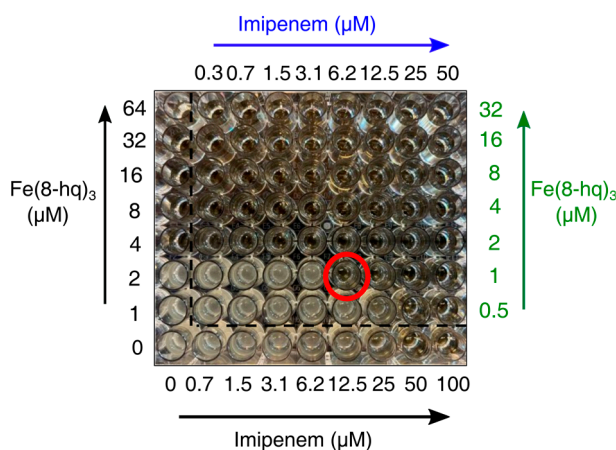 Imipenem (μM)
0.3 0.7 1.5 3.1 6.2 12.5 25 50
64 32
32 16
16 8
Fe(8-hq)3 Fe(8-hq)3
(μM) (μM)
8 4
4 2
2 1
1 0.5
0
0 0.7 1.5 3.1 6.2 12.5 25 50 100
Imipenem (μM)